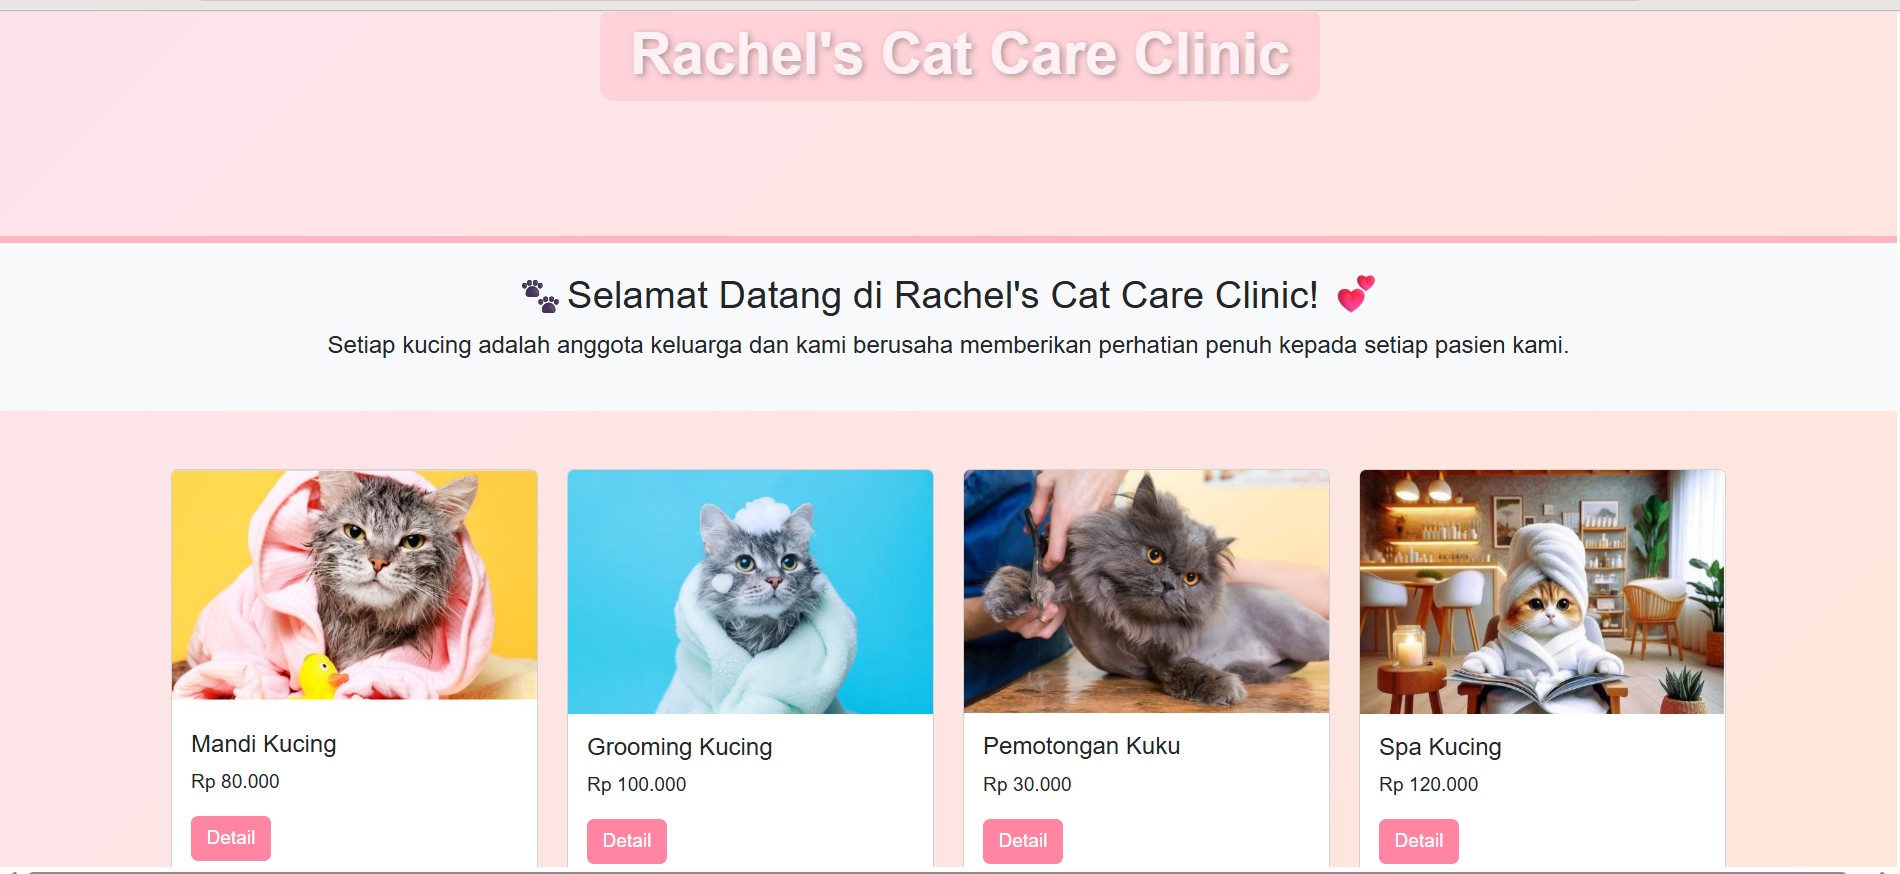 Rachel's Cat Care Clinic
🐾 Selamat Datang di Rachel's Cat Care Clinic! 💕
Setiap kucing adalah anggota keluarga dan kami berusaha memberikan perhatian penuh kepada setiap pasien kami.
Mandi Kucing
Rp 80.000
Detail
Grooming Kucing
Rp 100.000
Detail
Pemotongan Kuku
Rp 30.000
Detail
Spa Kucing
Rp 120.000
Detail